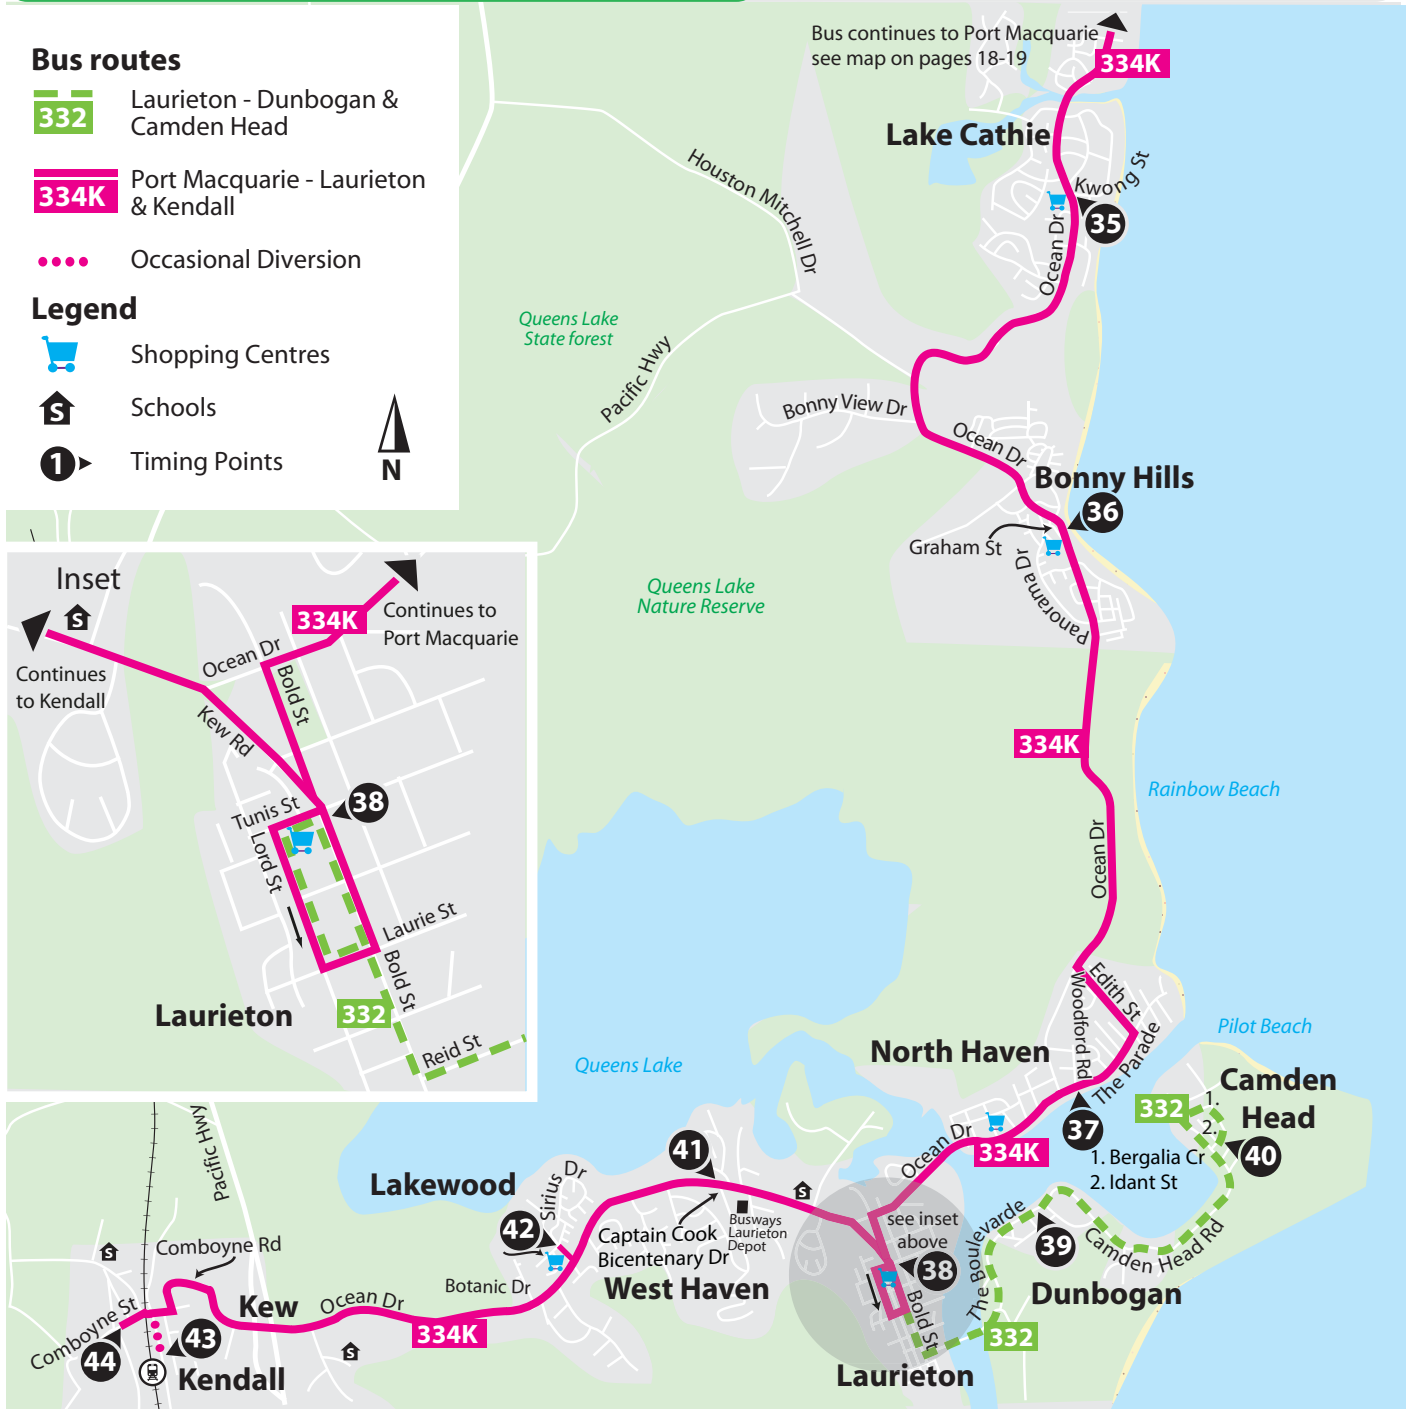 Bus routes
332
Laurieton - Dunbogan &
Camden Head
334K
Port Macquarie - Laurieton
& Kendall
Occasional Diversion
Legend
Shopping Centres
S
Schools
1
Timing Points
N
Bus continues to Port Macquarie
see map on pages 18-19
334K
Lake Cathie
Kwong St
35
Ocean Dr
Houston Mitchell Dr
Queens Lake
State forest
Pacific Hwy
Bonny View Dr
Ocean Dr
Bonny Hills
36
Graham St
Panorama Dr
Queens Lake
Nature Reserve
334K
Rainbow Beach
Ocean Dr
Inset
S
334K
Continues to
Port Macquarie
Continues
to Kendall
Ocean Dr
Bold St
Kew Rd
Tunis St
38
Lord St
Laurie St
Bold St
Laurieton
332
Reid St
Edith St
Woodford Rd
The Parade
North Haven
Pilot Beach
Queens Lake
Camden
Head
332
1.
2.
40
37
1. Bergalia Cr
2. Idant St
334K
Ocean Dr
Pacific Hwy
41
Lakewood
Sirius Dr
42
S
Busways
Laurieton
Depot
Captain Cook
Bicentenary Dr
West Haven
see inset
above
38
Bold St
The Boulevarde
39
Camden Head Rd
Dunbogan
332
Laurieton
S
Comboyne Rd
Kew
Ocean Dr
Botanic Dr
334K
S
Comboyne St
44
43
Kendall